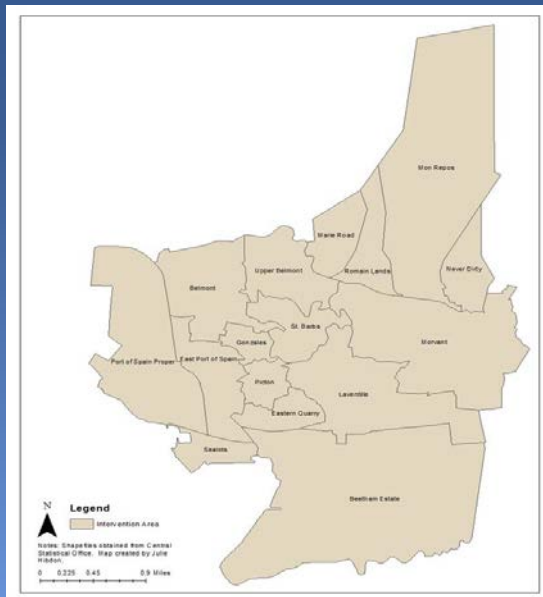 Mon Repos
Marie Road
Romain Lands
Never Dirty
Upper Belmont
Belmont
St. Barbs
Gonzales
Morvant
Port of Spain Proper
East Port of Spain
Picton
Laventille
Eastern Quarry
Sealots
Beetham Estate
N
Legend
Intervention Area
Notes: Shapefiles obtained from Central
Statistical Office. Map created by Julie
Hibdon.
0 0.225 0.45 0.9 Miles